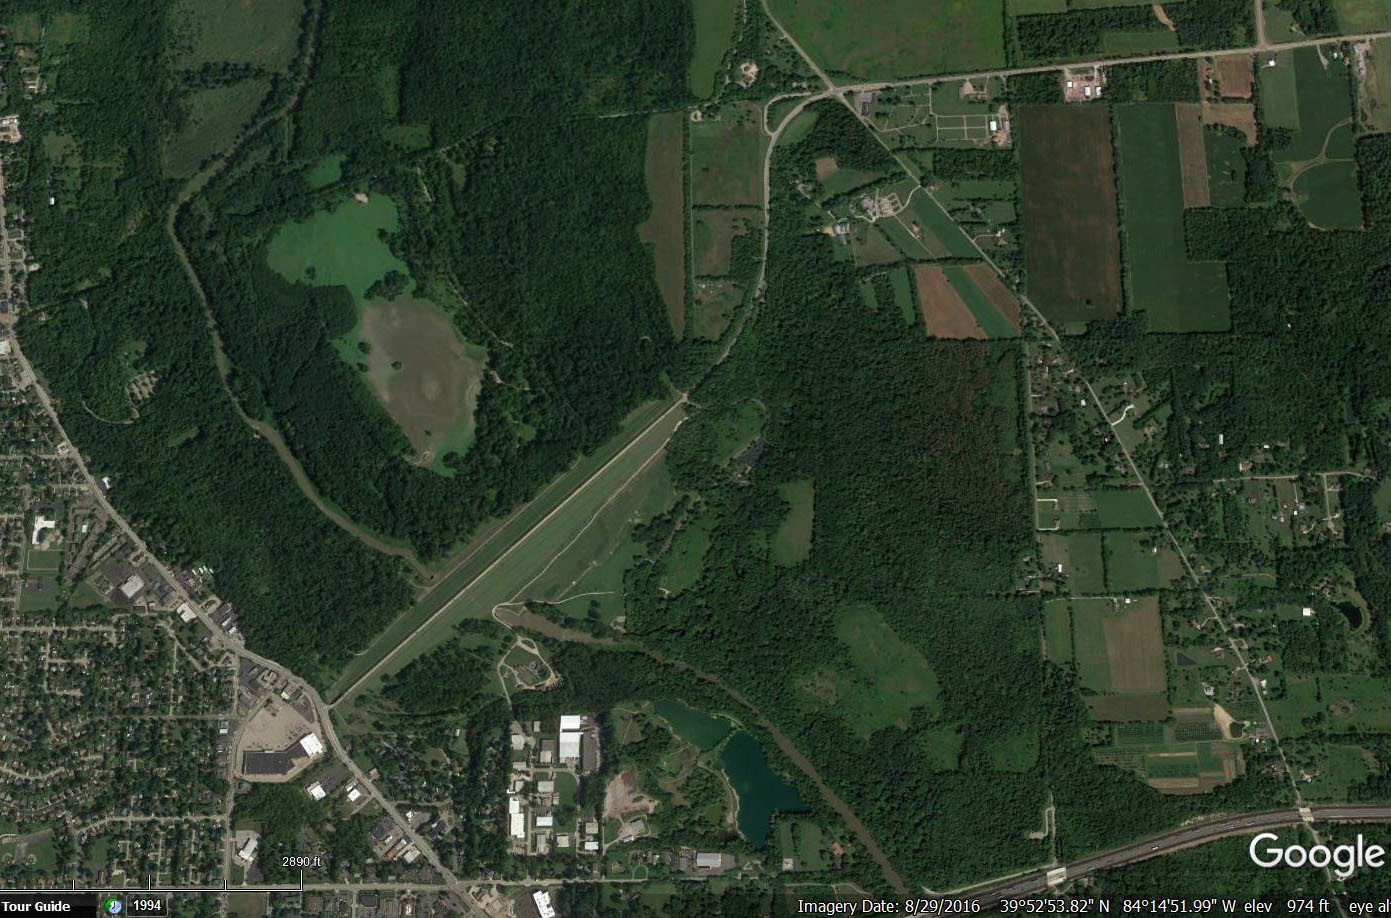 2890 ft
Google
Tour Guide
1994
Imagery Date: 8/29/2016 39°52'53.82" N 84°14'51.99" W elev 974 ft eye al